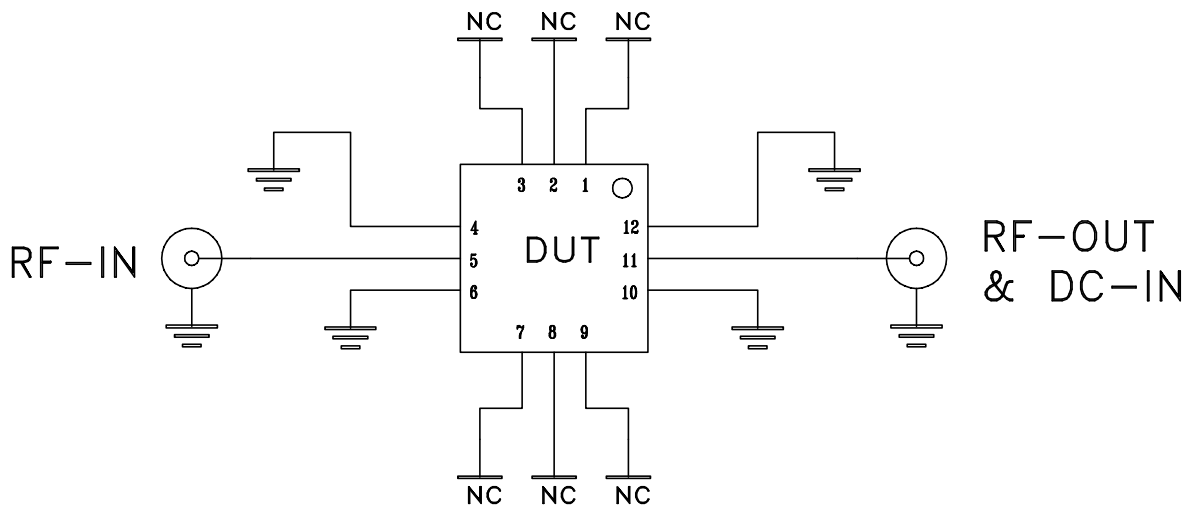 NC NC NC
3 2 1
4 12
RF-IN 5 DUT 11 RF-OUT
& DC-IN
6 10
7 8 9
NC NC NC